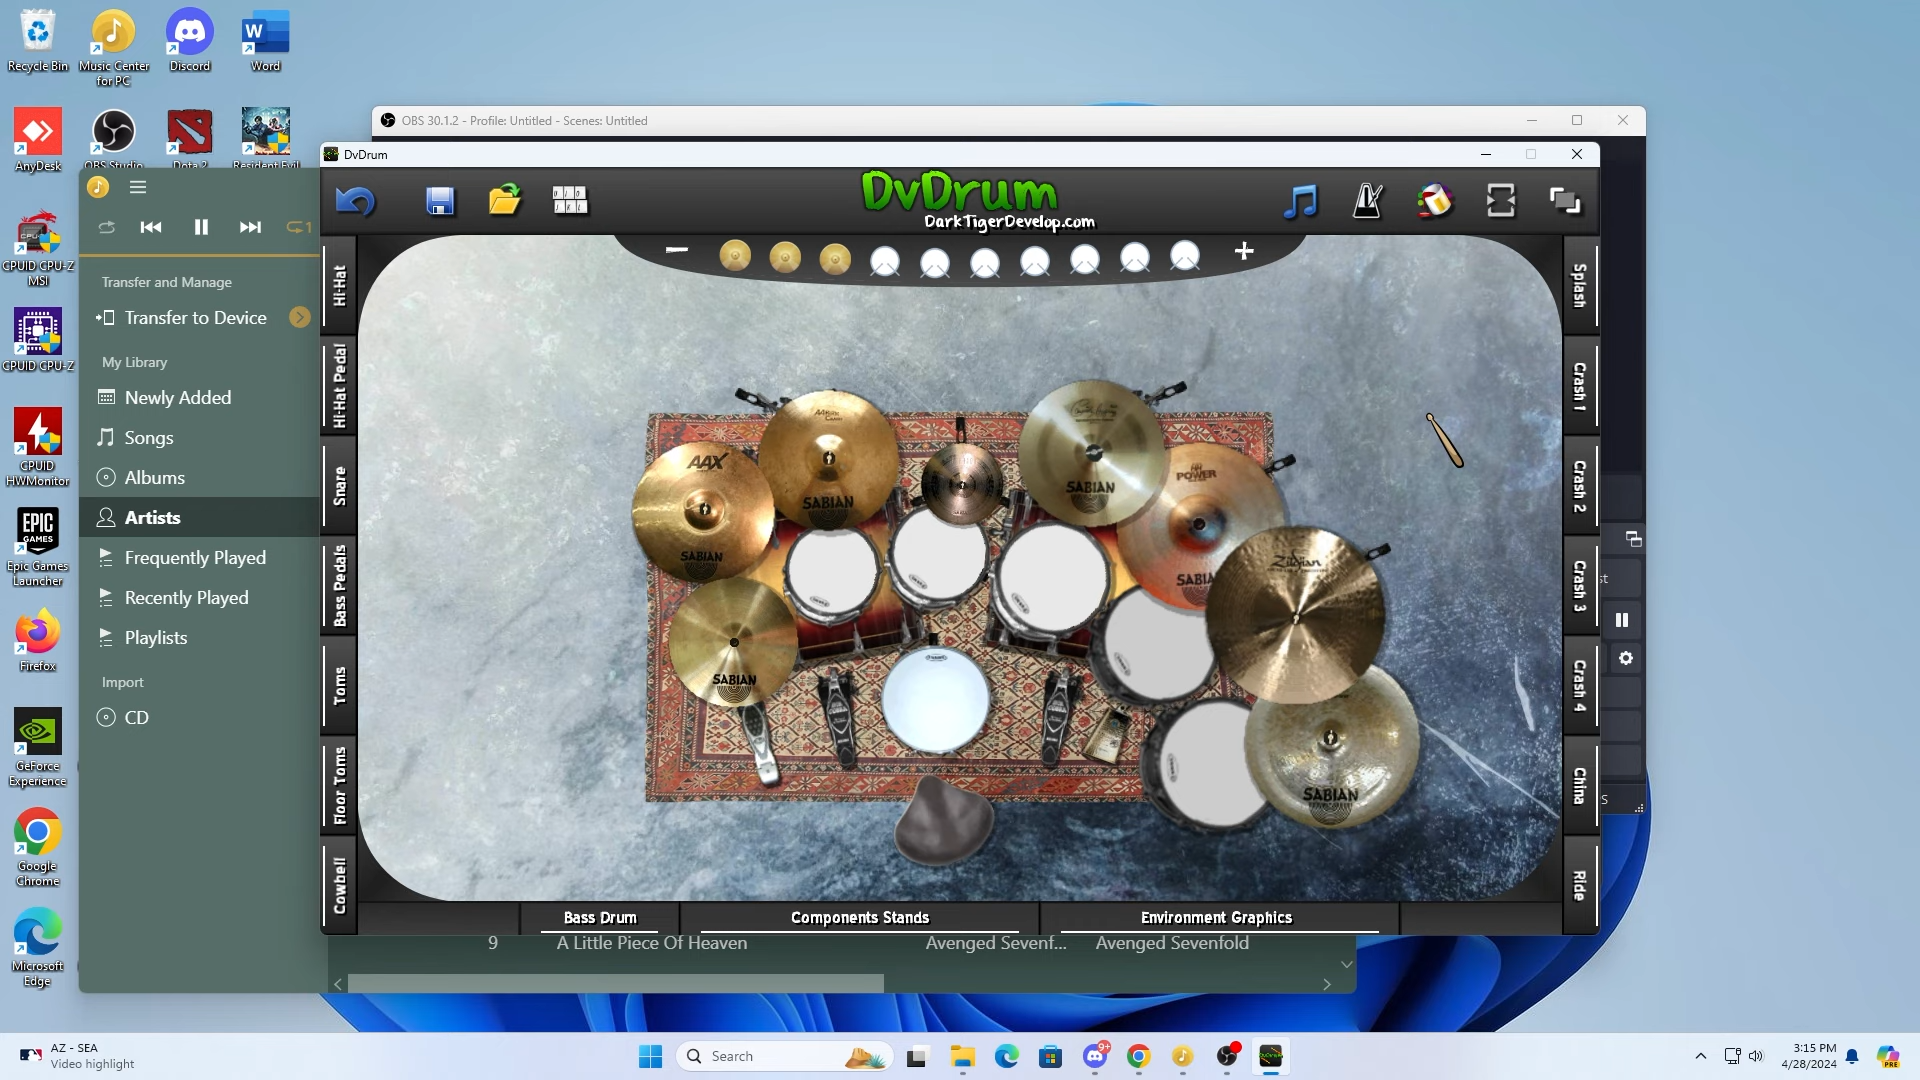 Recycle Bin
Music Center
for PC
Discord
Word
AnyDesk
OBS Studio
Dota 2
Resident Evil
CPUID CPU-Z
MSI
CPUID CPU-Z
CPUID
HWMonitor
Epic Games
Launcher
EPIC
GAMES
Firefox
GeForce
Experience
Google
Chrome
Microsoft
Edge
OBS 30.1.2 - Profile: Untitled - Scenes: Untitled
DvDrum
DvDrum
DarkTigerDevelop.com
Transfer and Manage
Transfer to Device
My Library
Newly Added
Songs
Albums
Artists
Frequently Played
Recently Played
Playlists
Import
CD
Hi-Hat
Hi-Hat Pedal
Snare
Bass Pedals
Toms
Floor Toms
Cowbell
Splash
Crash 1
Crash 2
Crash 3
Crash 4
China
Ride
AAX
SABIAN
SABIAN
SABIAN
POWER
SABIA
Zildjian
SABIAN
SABIAN
Bass Drum
Components Stands
Environment Graphics
9 A Little Piece Of Heaven Avenged Sevenf... Avenged Sevenfold
AZ - SEA
Video highlight
Search
9+
3:15 PM
4/28/2024
PRE